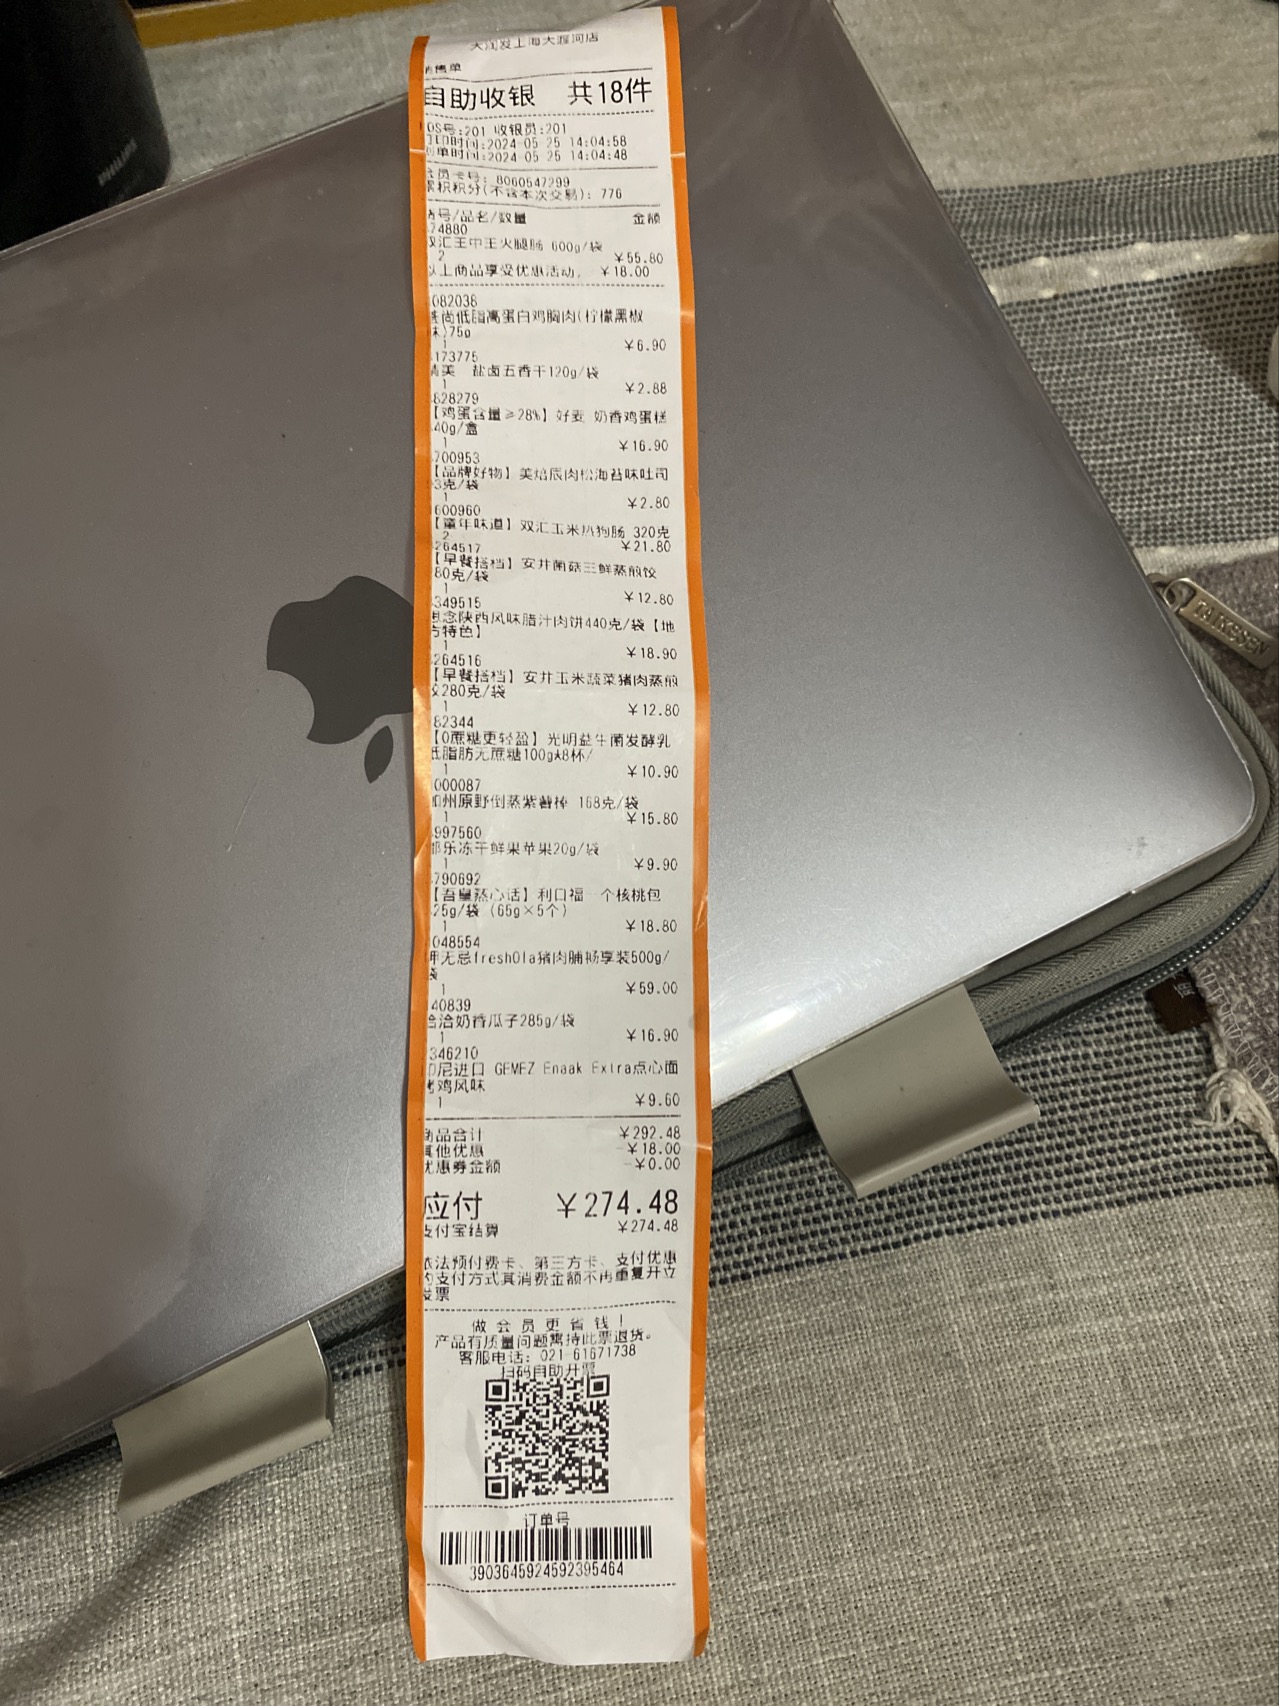 大润发上海大渡河店
售单
自助收银 共18件
OS号:201 收银员:201
印时间:2024-05-25 14:04:58
单时间:2024-05-25 14:04:48
员卡号: 8060547299
积积分(不含本次交易): 776
号/品名/数量 金额
74880
双汇王中王火腿肠 600g/袋
2 ￥55.80
以上商品享受优惠活动, ￥18.00
082038
尚低脂高蛋白鸡胸肉(柠檬黑椒
味)75g
1 ￥6.90
173775
清美 盐卤五香干120g/袋
1 ￥2.88
828279
【鸡蛋含量≥28%】好麦 奶香鸡蛋糕
40g/盒
1 ￥16.90
700953
【品牌好物】美焙辰肉松海苔味吐司
93克/袋
1 ￥2.80
600960
【童年味道】双汇玉米热狗肠 320克
2 ￥21.80
264517
【早餐搭档】安井菌菇三鲜蒸煎饺
80克/袋
1 ￥12.80
349515
思念陕西风味腊汁肉饼440克/袋【地
方特色】
1 ￥18.90
264516
【早餐搭档】安井玉米蔬菜猪肉蒸煎
饺280克/袋
1 ￥12.80
82344
【0蔗糖更轻盈】光明益生菌发酵乳
低脂肪无蔗糖100g*8杯/
1 ￥10.90
000087
加州原野倒蒸紫薯棒 168克/袋
1 ￥15.80
997560
都乐冻干鲜果苹果20g/袋
1 ￥9.90
790692
【吾皇蒸心话】利口福 一个核桃包
25g/袋 (65g×5个)
1 ￥18.80
048554
无忌freshOla猪肉脯畅享装500g/
袋
1 ￥59.00
40839
洽洽奶香瓜子285g/袋
1 ￥16.90
346210
印尼进口 GEMEZ Enaak Extra点心面
烤鸡风味
1 ￥9.60
商品合计 ￥292.48
其他优惠 -￥18.00
优惠券金额 -￥0.00
应付 ￥274.48
支付宝结算 ￥274.48
依法预付费卡、第三方卡、支付优惠
的支付方式其消费金额不再重复开立
发票
做会员更省钱!
产品有质量问题需持此票退货。
客服电话: 021-61671738
扫码自助开票
订单号
3903645924592395464
PHILIPS
TAIKESEN